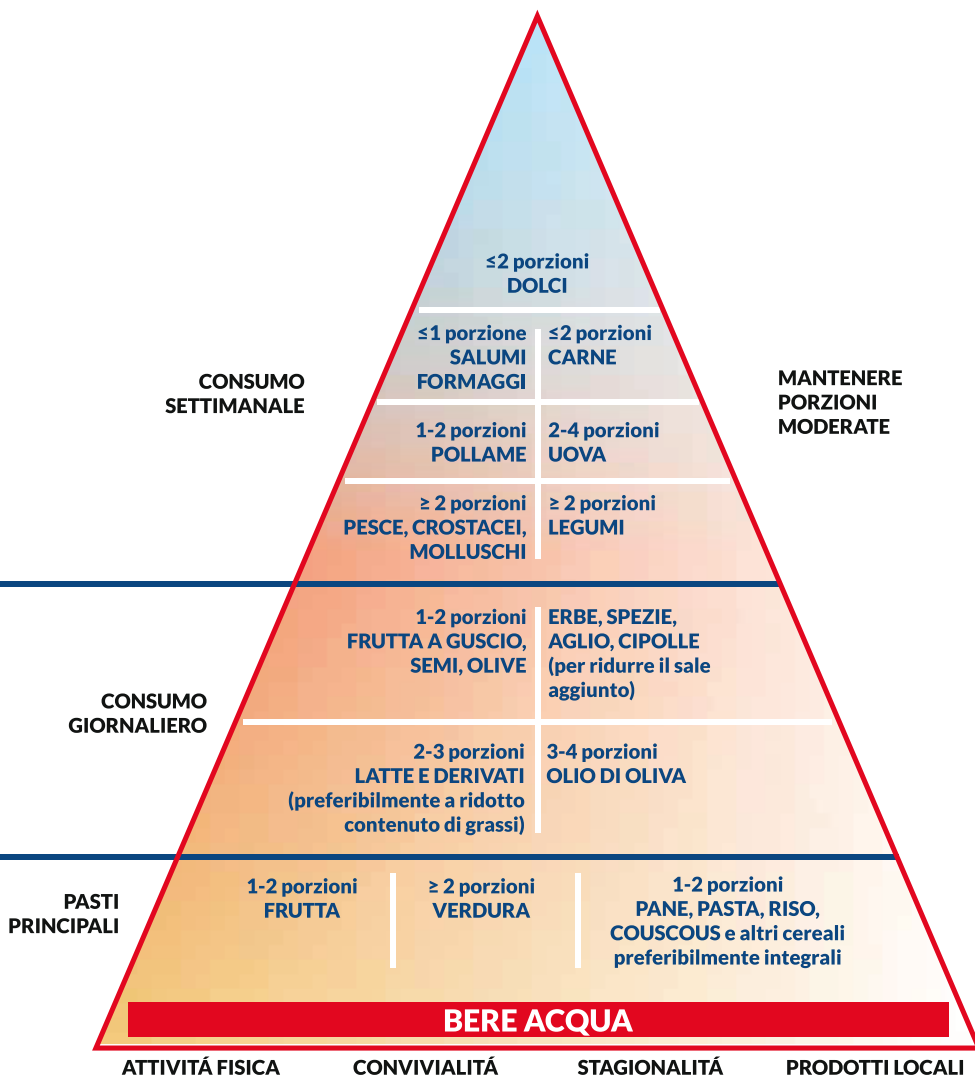 ≤2 porzioni
DOLCI
≤1 porzione
SALUMI
FORMAGGI
≤2 porzioni
CARNE
CONSUMO
SETTIMANALE
MANTENERE
PORZIONI
MODERATE
1-2 porzioni
POLLAME
2-4 porzioni
UOVA
≥ 2 porzioni
PESCE, CROSTACEI,
MOLLUSCHI
≥ 2 porzioni
LEGUMI
1-2 porzioni
FRUTTA A GUSCIO,
SEMI, OLIVE
ERBE, SPEZIE,
AGLIO, CIPOLLE
(per ridurre il sale
aggiunto)
CONSUMO
GIORNALIERO
2-3 porzioni
LATTE E DERIVATI
(preferibilmente a ridotto
contenuto di grassi)
3-4 porzioni
OLIO DI OLIVA
PASTI
PRINCIPALI
1-2 porzioni
FRUTTA
≥ 2 porzioni
VERDURA
1-2 porzioni
PANE, PASTA, RISO,
COUSCOUS e altri cereali
preferibilmente integrali
BERE ACQUA
ATTIVITÁ FISICA
CONVIVIALITÁ
STAGIONALITÁ
PRODOTTI LOCALI